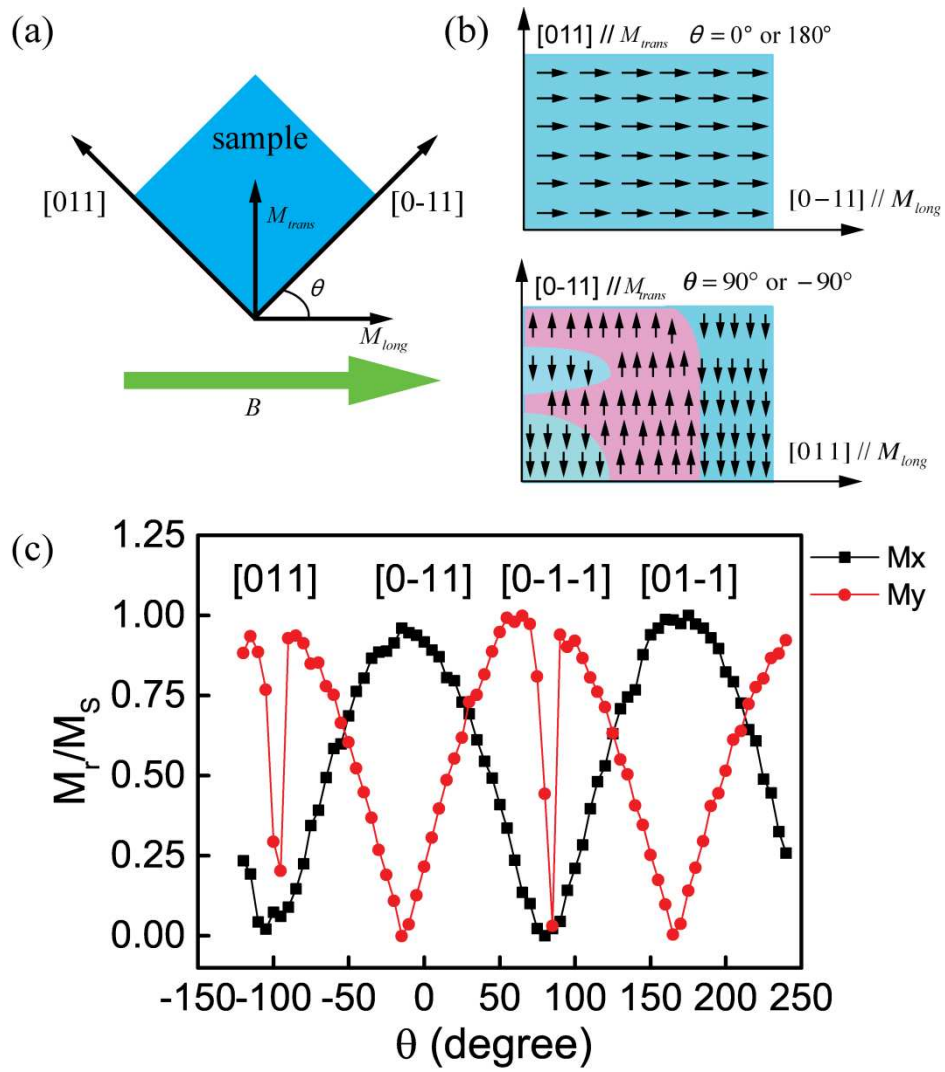 (a)
sample
[011]
[0-11]
M_trans
θ
M_long
B
(b)
[011] // M_trans θ = 0° or 180°
[0−11] // M_long
[0-11] // M_trans θ = 90° or −90°
[011] // M_long
(c)
1.25
1.00
0.75
0.50
0.25
0.00
M_r/M_s
[011] [0-11] [0-1-1] [01-1]
Mx
My
-150 -100 -50 0 50 100 150 200 250
θ (degree)